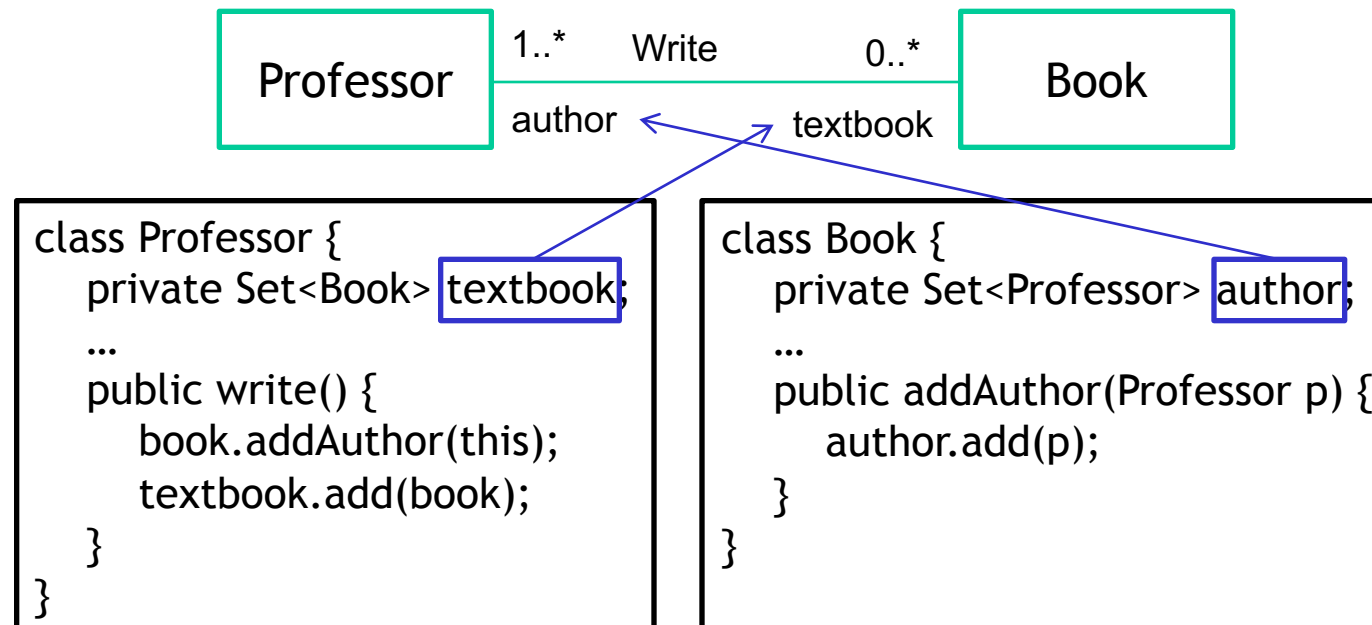 1..* Write 0..*
Professor Book
author textbook
class Professor {
private Set<Book> textbook;
…
public write() {
book.addAuthor(this);
textbook.add(book);
}
}
class Book {
private Set<Professor> author;
…
public addAuthor(Professor p) {
author.add(p);
}
}